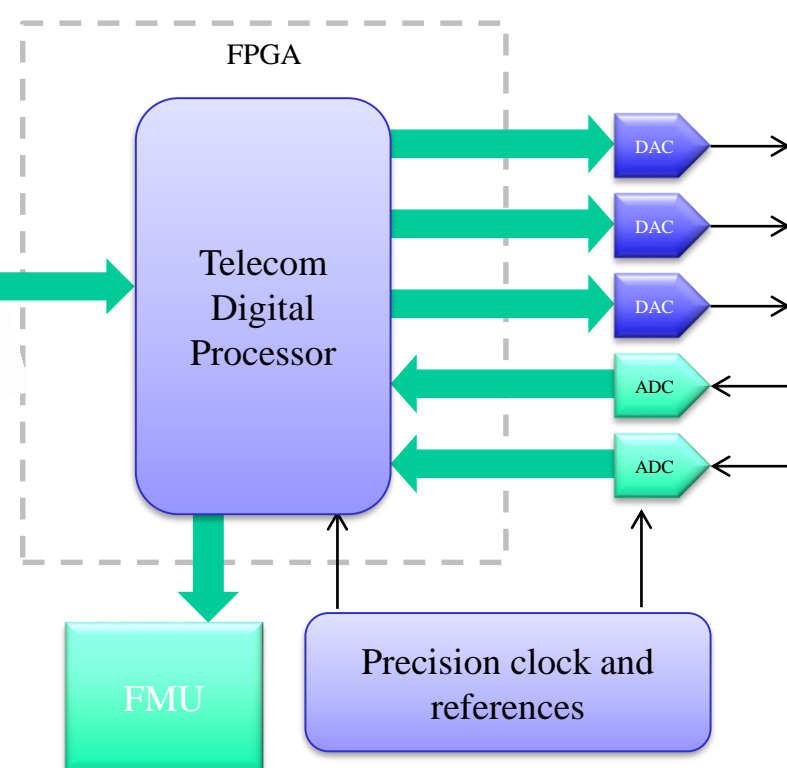 FPGA
Telecom
Digital
Processor
DAC
DAC
DAC
ADC
ADC
FMU
Precision clock and
references